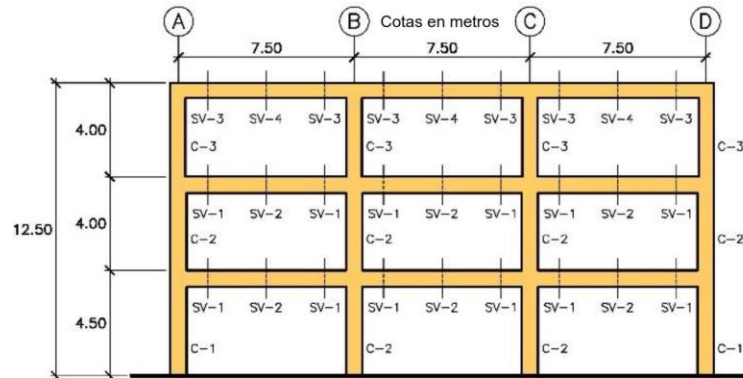 A B Cotas en metros C D
7.50 7.50 7.50
4.00
SV-3 SV-4 SV-3 SV-3 SV-4 SV-3 SV-3 SV-4 SV-3
C-3 C-3 C-3 C-3
12.50
4.00
SV-1 SV-2 SV-1 SV-1 SV-2 SV-1 SV-1 SV-2 SV-1
C-2 C-2 C-2 C-2
4.50
SV-1 SV-2 SV-1 SV-1 SV-2 SV-1 SV-1 SV-2 SV-1
C-1 C-2 C-2 C-1